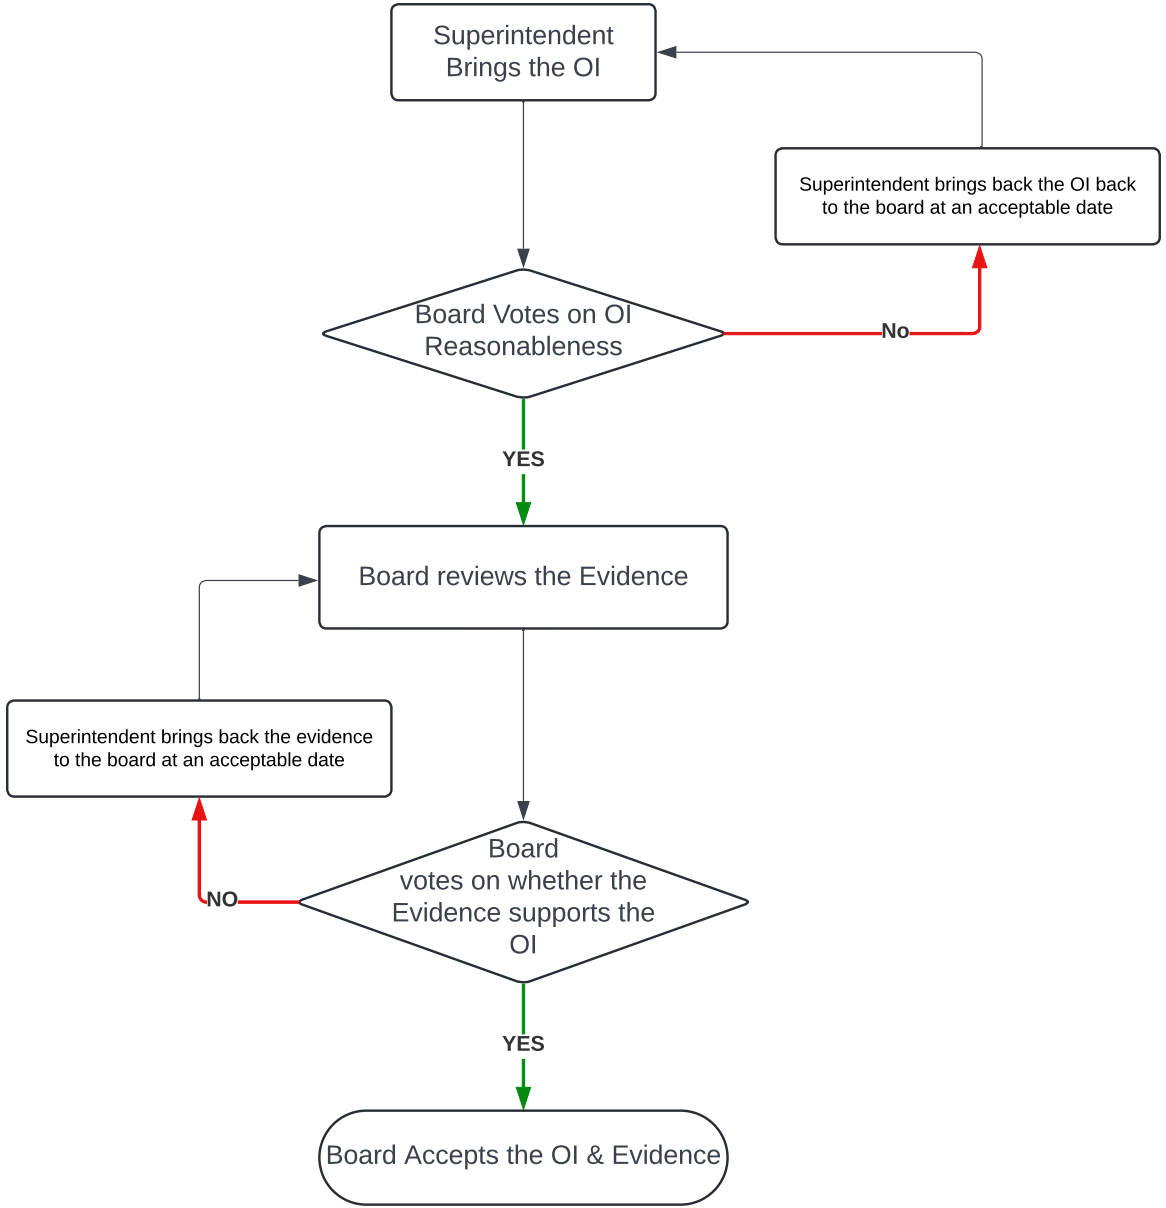 Superintendent
Brings the OI
Superintendent brings back the OI back
to the board at an acceptable date
Board Votes on OI
Reasonableness
No
YES
Board reviews the Evidence
Superintendent brings back the evidence
to the board at an acceptable date
Board
votes on whether the
Evidence supports the
OI
NO
YES
Board Accepts the OI & Evidence